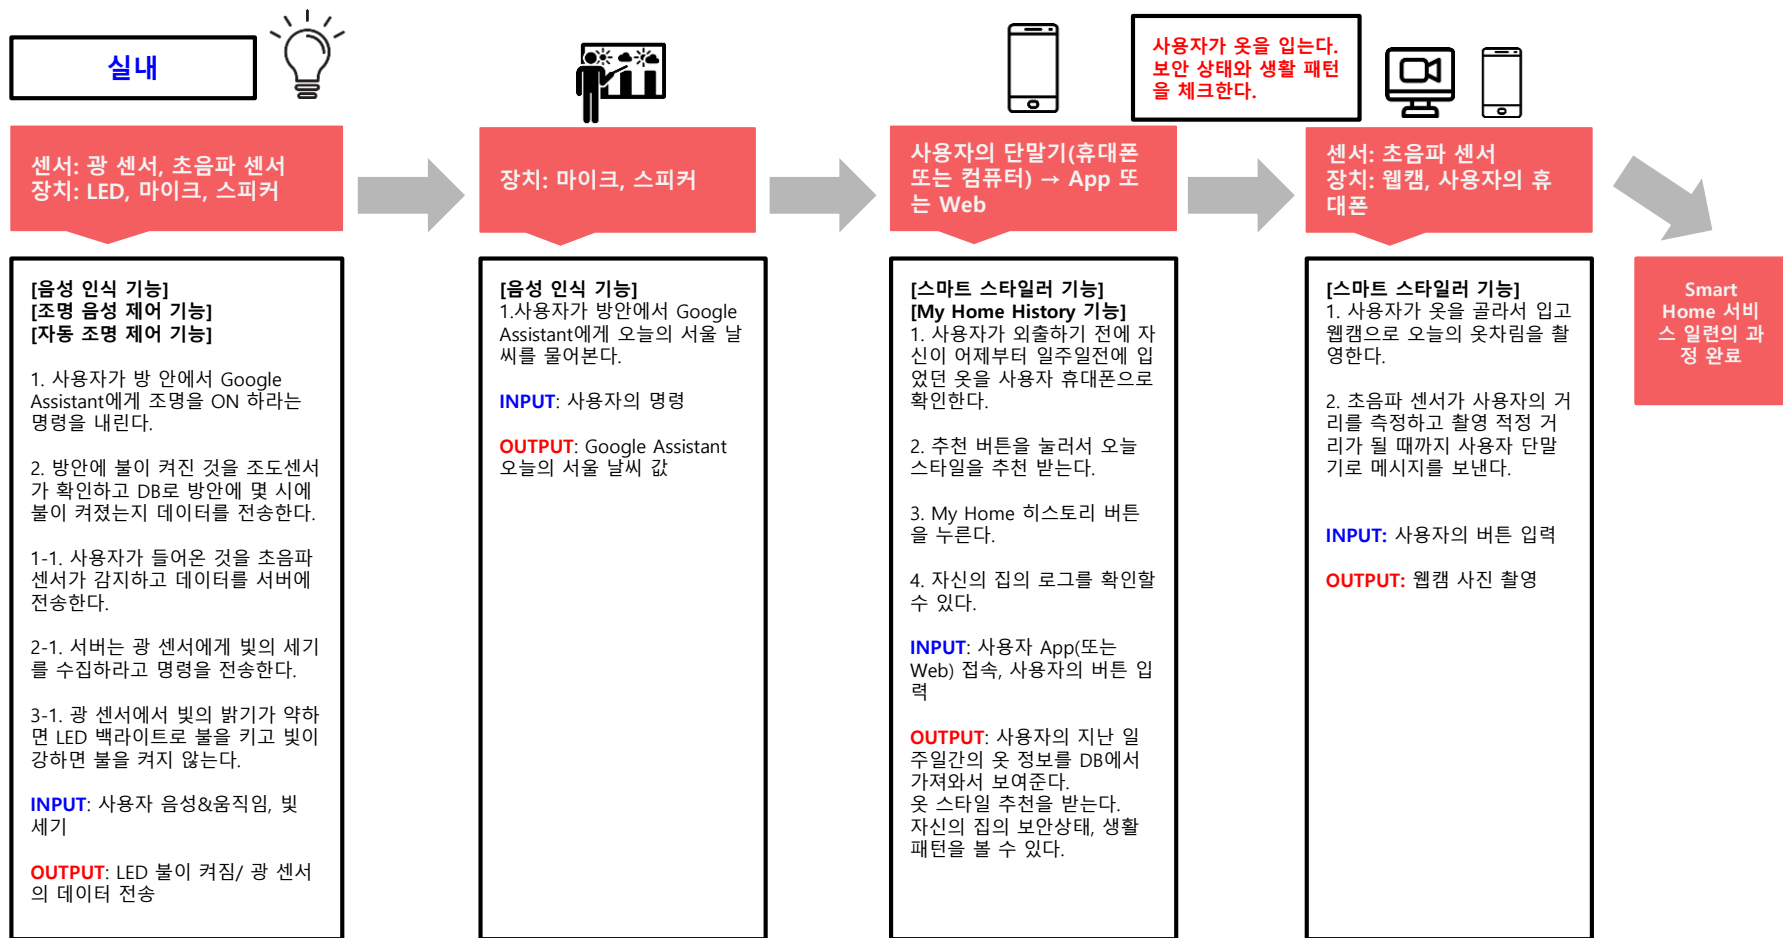 실내
사용자가 옷을 입는다.
보안 상태와 생활 패턴
을 체크한다.
센서: 광 센서, 초음파 센서
장치: LED, 마이크, 스피커
장치: 마이크, 스피커
사용자의 단말기(휴대폰
또는 컴퓨터) → App 또
는 Web
센서: 초음파 센서
장치: 웹캠, 사용자의 휴
대폰
[음성 인식 기능]
[조명 음성 제어 기능]
[자동 조명 제어 기능]
1. 사용자가 방 안에서 Google
Assistant에게 조명을 ON 하라는
명령을 내린다.
2. 방안에 불이 켜진 것을 조도센서
가 확인하고 DB로 방안에 몇 시에
불이 켜졌는지 데이터를 전송한다.
1-1. 사용자가 들어온 것을 초음파
센서가 감지하고 데이터를 서버에
전송한다.
2-1. 서버는 광 센서에게 빛의 세기
를 수집하라고 명령을 전송한다.
3-1. 광 센서에서 빛의 밝기가 약하
면 LED 백라이트로 불을 키고 빛이
강하면 불을 켜지 않는다.
INPUT: 사용자 음성&움직임, 빛
세기
OUTPUT: LED 불이 켜짐/ 광 센서
의 데이터 전송
[음성 인식 기능]
1.사용자가 방안에서 Google
Assistant에게 오늘의 서울 날
씨를 물어본다.
INPUT: 사용자의 명령
OUTPUT: Google Assistant
오늘의 서울 날씨 값
[스마트 스타일러 기능]
[My Home History 기능]
1. 사용자가 외출하기 전에 자
신이 어제부터 일주일전에 입
었던 옷을 사용자 휴대폰으로
확인한다.
2. 추천 버튼을 눌러서 오늘
스타일을 추천 받는다.
3. My Home 히스토리 버튼
을 누른다.
4. 자신의 집의 로그를 확인할
수 있다.
INPUT: 사용자 App(또는
Web) 접속, 사용자의 버튼 입
력
OUTPUT: 사용자의 지난 일
주일간의 옷 정보를 DB에서
가져와서 보여준다.
옷 스타일 추천을 받는다.
자신의 집의 보안상태, 생활
패턴을 볼 수 있다.
[스마트 스타일러 기능]
1. 사용자가 옷을 골라서 입고
웹캠으로 오늘의 옷차림을 촬
영한다.
2. 초음파 센서가 사용자의 거
리를 측정하고 촬영 적정 거
리가 될 때까지 사용자 단말
기로 메시지를 보낸다.
INPUT: 사용자의 버튼 입력
OUTPUT: 웹캠 사진 촬영
Smart
Home 서비
스 일련의 과
정 완료